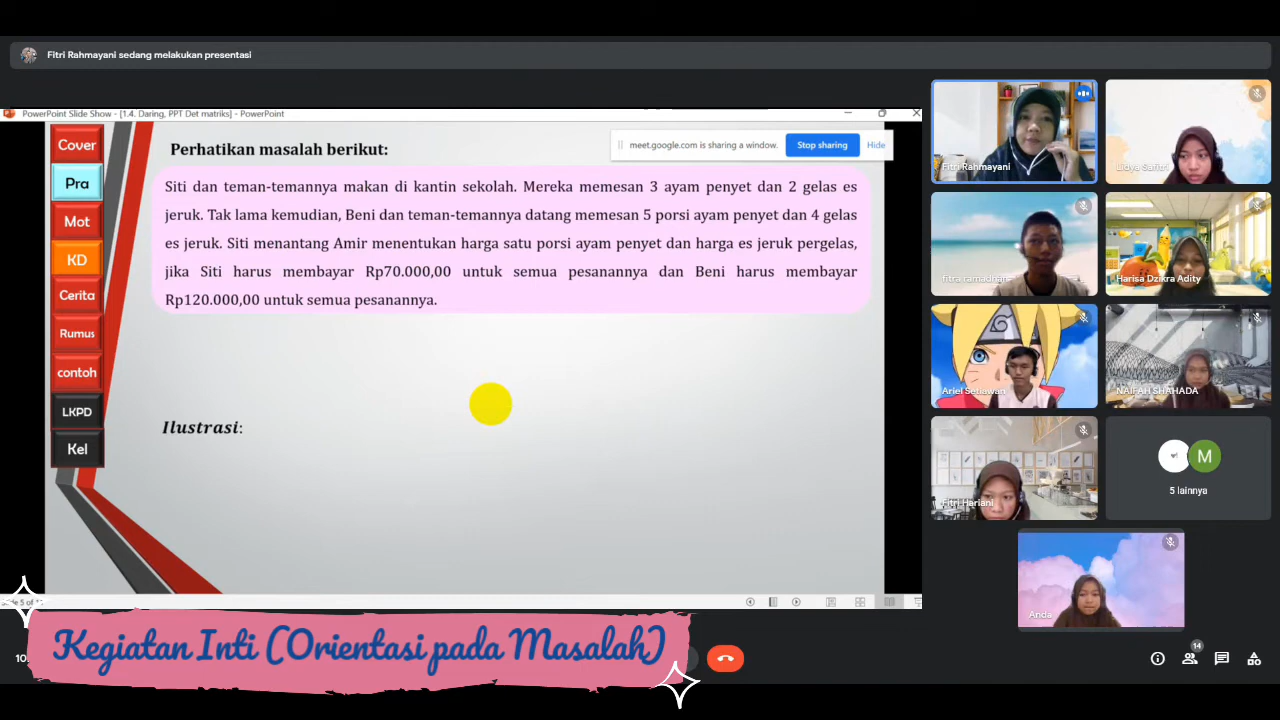 Fitri Rahmayani sedang melakukan presentasi
PowerPoint Slide Show - [1.4. Daring, PPT Det matriks] - PowerPoint
meet.google.com is sharing a window.
Stop sharing
Hide
Cover
Pra
Mot
KD
Cerita
Rumus
contoh
LKPD
Kel
Perhatikan masalah berikut:
Siti dan teman-temannya makan di kantin sekolah. Mereka memesan 3 ayam penyet dan 2 gelas es
jeruk. Tak lama kemudian, Beni dan teman-temannya datang memesan 5 porsi ayam penyet dan 4 gelas
es jeruk. Siti menantang Amir menentukan harga satu porsi ayam penyet dan harga es jeruk pergelas,
jika Siti harus membayar Rp70.000,00 untuk semua pesanannya dan Beni harus membayar
Rp120.000,00 untuk semua pesanannya.
Ilustrasi:
Fitri Rahmayani
Lidya Safitri
Fitra ramadhan
Harisa Dzikra Adity
Ariel Setiawan
NAIFAH SHAHADA
Fitri Hariani
M
5 lainnya
Anda
Slide 5 of
Kegiatan Inti (Orientasi pada Masalah)
10
14